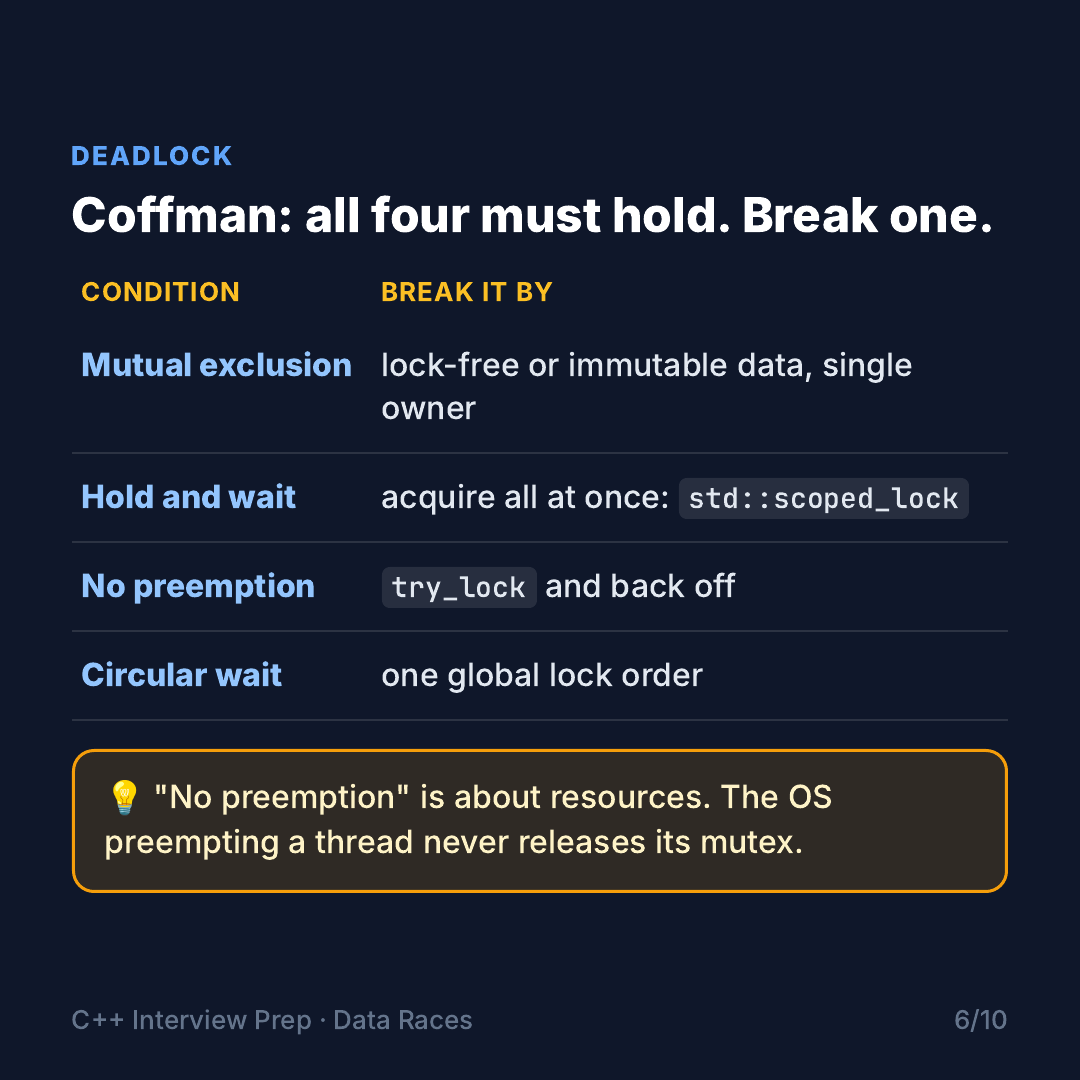 DEADLOCK
Coffman: all four must hold. Break one.
CONDITION BREAK IT BY
Mutual exclusion lock-free or immutable data, single
owner
Hold and wait acquire all at once: std::scoped_lock
No preemption try_lock and back off
Circular wait one global lock order
💡 "No preemption" is about resources. The OS
preempting a thread never releases its mutex.
C++ Interview Prep · Data Races 6/10